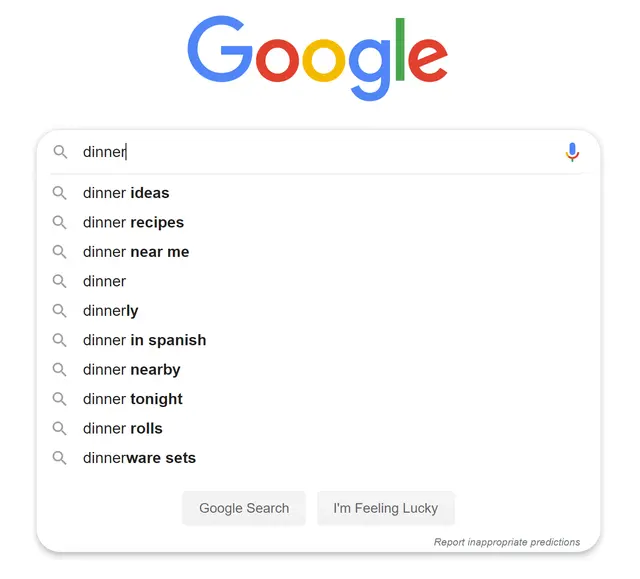 Google
dinner
dinner ideas
dinner recipes
dinner near me
dinner
dinnerly
dinner in spanish
dinner nearby
dinner tonight
dinner rolls
dinnerware sets
Google Search
I'm Feeling Lucky
Report inappropriate predictions